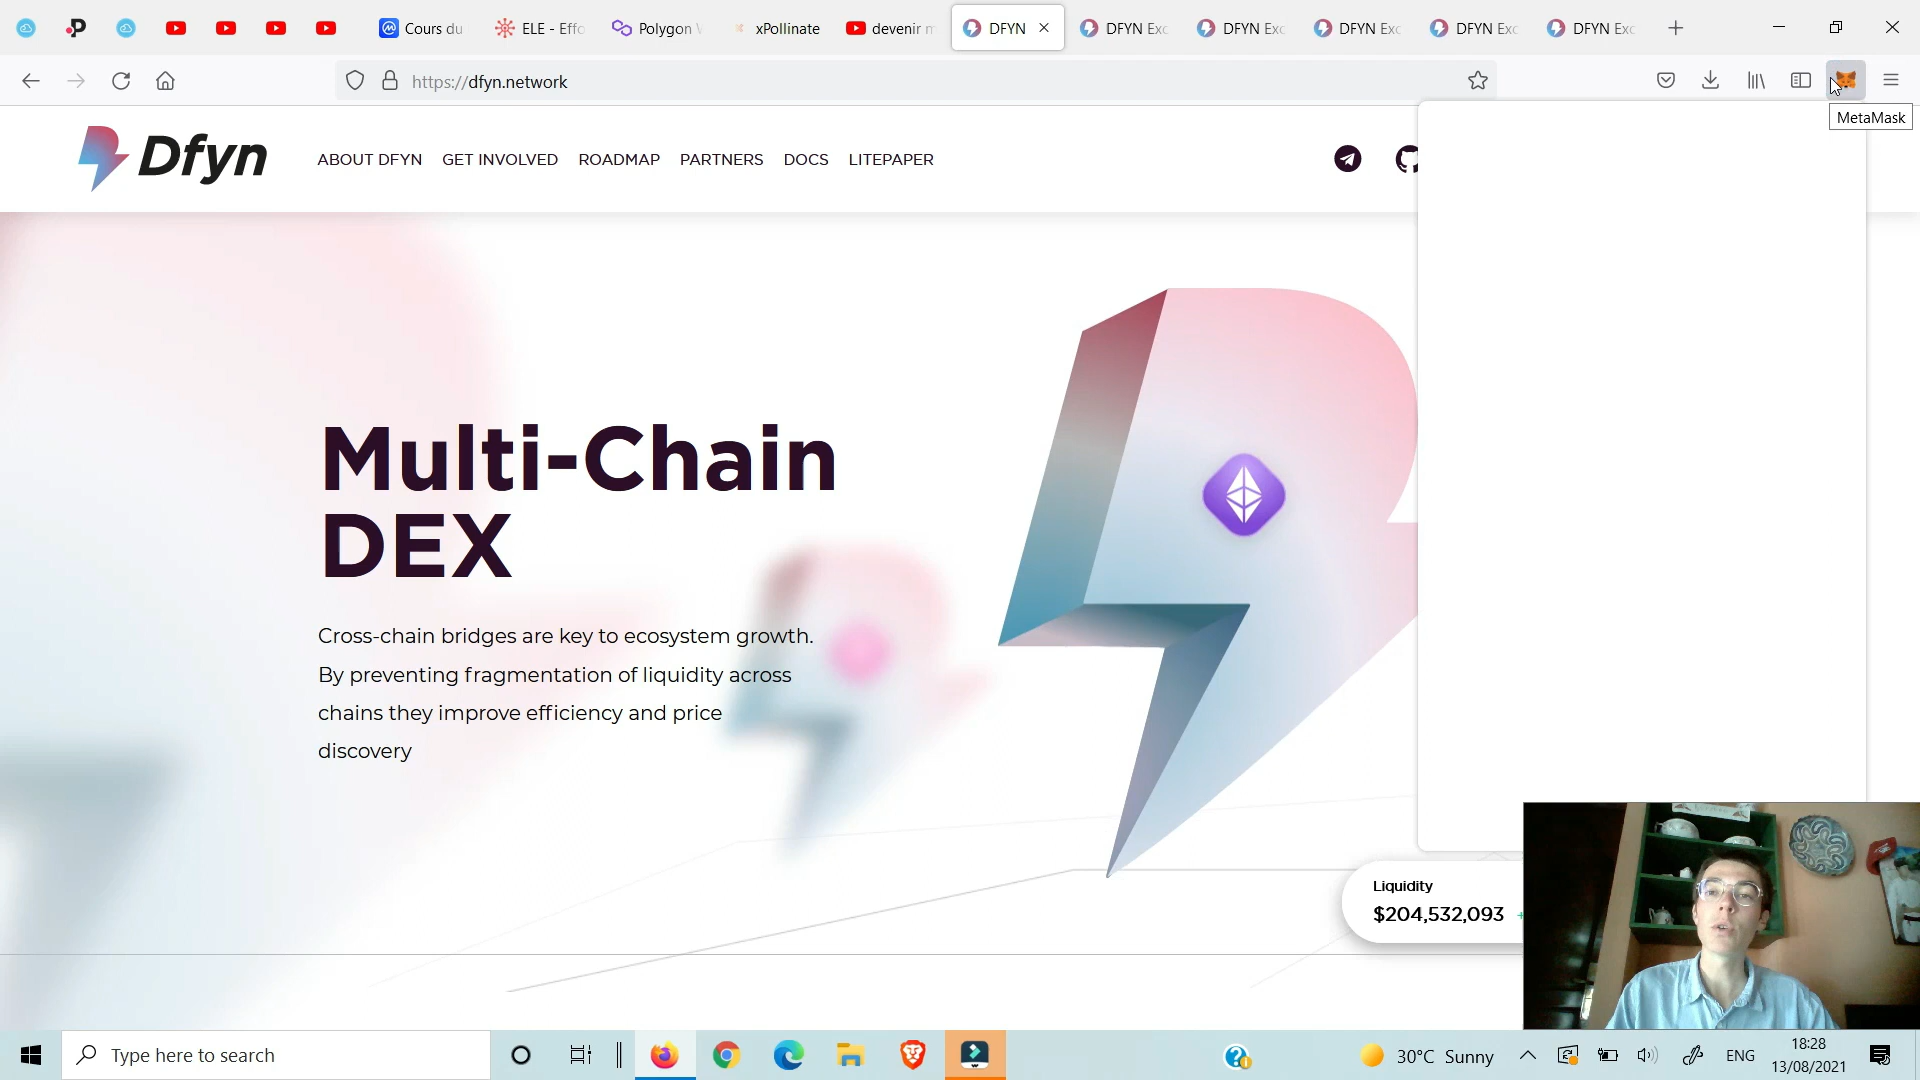 Cours du
ELE - Effo
Polygon V
xPollinate
devenir m
DFYN
DFYN Exc
DFYN Exc
DFYN Exc
DFYN Exc
DFYN Exc
https://dfyn.network
MetaMask
Dfyn
ABOUT DFYN
GET INVOLVED
ROADMAP
PARTNERS
DOCS
LITEPAPER
Multi-Chain
DEX
Cross-chain bridges are key to ecosystem growth.
By preventing fragmentation of liquidity across
chains they improve efficiency and price
discovery
Liquidity
$204,532,093 +
Type here to search
30°C Sunny
ENG
18:28
13/08/2021